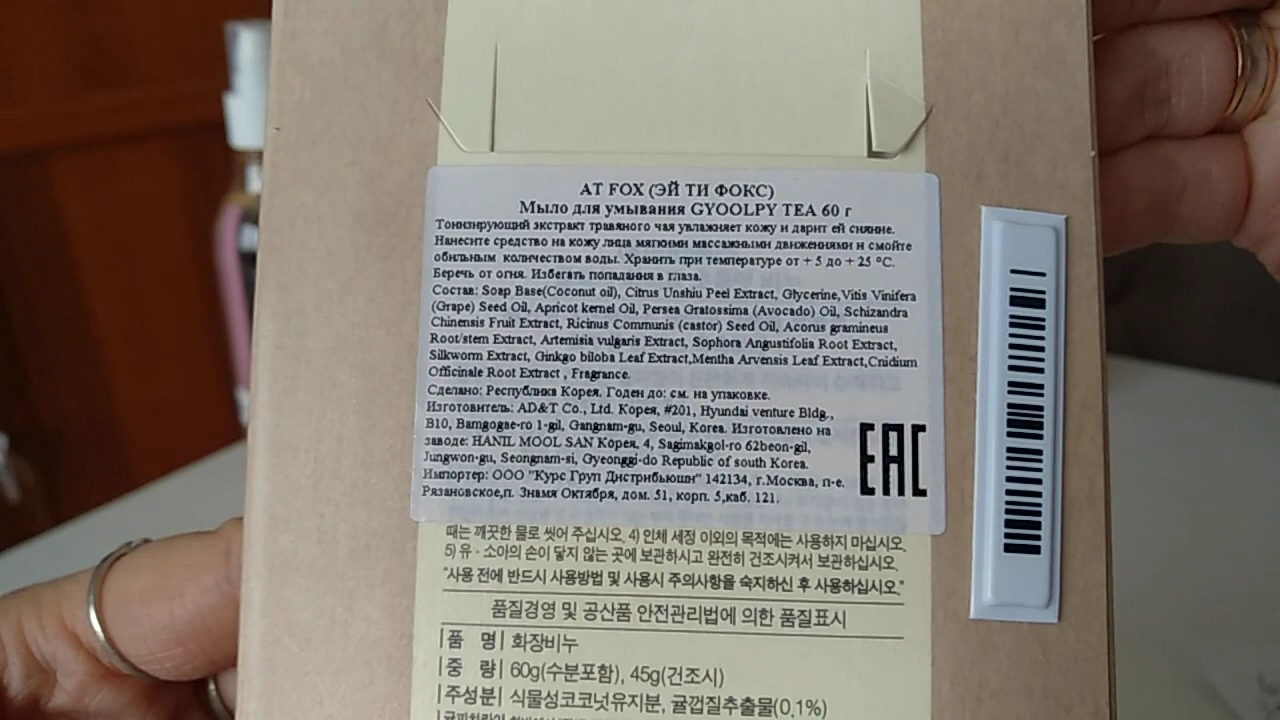 AT FOX (ЭЙ ТИ ФОКС)
Мыло для умывания GYOOLPY TEA 60 г
Тонизирующий экстракт травяного чая увлажняет кожу и дарит ей сияние.
Нанесите средство на кожу лица мягкими массажными движениями и смойте
обильным количеством воды. Хранить при температуре от + 5 до + 25 °C.
Беречь от огня. Избегать попадания в глаза.
Состав: Soap Base(Coconut oil), Citrus Unshiu Peel Extract, Glycerine,Vitis Vinifera
(Grape) Seed Oil, Apricot kernel Oil, Persea Gratossima (Avocado) Oil, Schizandra
Chinensis Fruit Extract, Ricinus Communis (castor) Seed Oil, Acorus gramineus
Root/stem Extract, Artemisia vulgaris Extract, Sophora Angustifolia Root Extract,
Silkworm Extract, Ginkgo biloba Leaf Extract,Mentha Arvensis Leaf Extract,Cnidium
Officinale Root Extract , Fragrance.
Сделано: Республика Корея. Годен до: см. на упаковке.
Изготовитель: AD&T Co., Ltd. Корея, #201, Hyundai venture Bldg.,
B10, Bamgogae-ro 1-gil, Gangnam-gu, Seoul, Korea. Изготовлено на
заводе: HANIL MOOL SAN Корея, 4, Sagimakgol-ro 62beon-gil,
Jungwon-gu, Seongnam-si, Gyeonggi-do Republic of south Korea.
Импортер: ООО "Курс Груп Дистрибьюшн" 142134, г.Москва, п-е.
Рязановское,п. Знамя Октября, дом. 51, корп. 5,каб. 121.
EAC
때는 깨끗한 물로 씻어 주십시오. 4) 인체 세정 이외의 목적에는 사용하지 마십시오.
5) 유 · 소아의 손이 닿지 않는 곳에 보관하시고 완전히 건조시켜서 보관하십시오.
"사용 전에 반드시 사용방법 및 사용시 주의사항을 숙지하신 후 사용하십시오."
품질경영 및 공산품 안전관리법에 의한 품질표시
|품 명| 화장비누
|중 량| 60g(수분포함), 45g(건조시)
|주성분| 식물성코코넛유지분, 귤껍질추출물(0.1%)